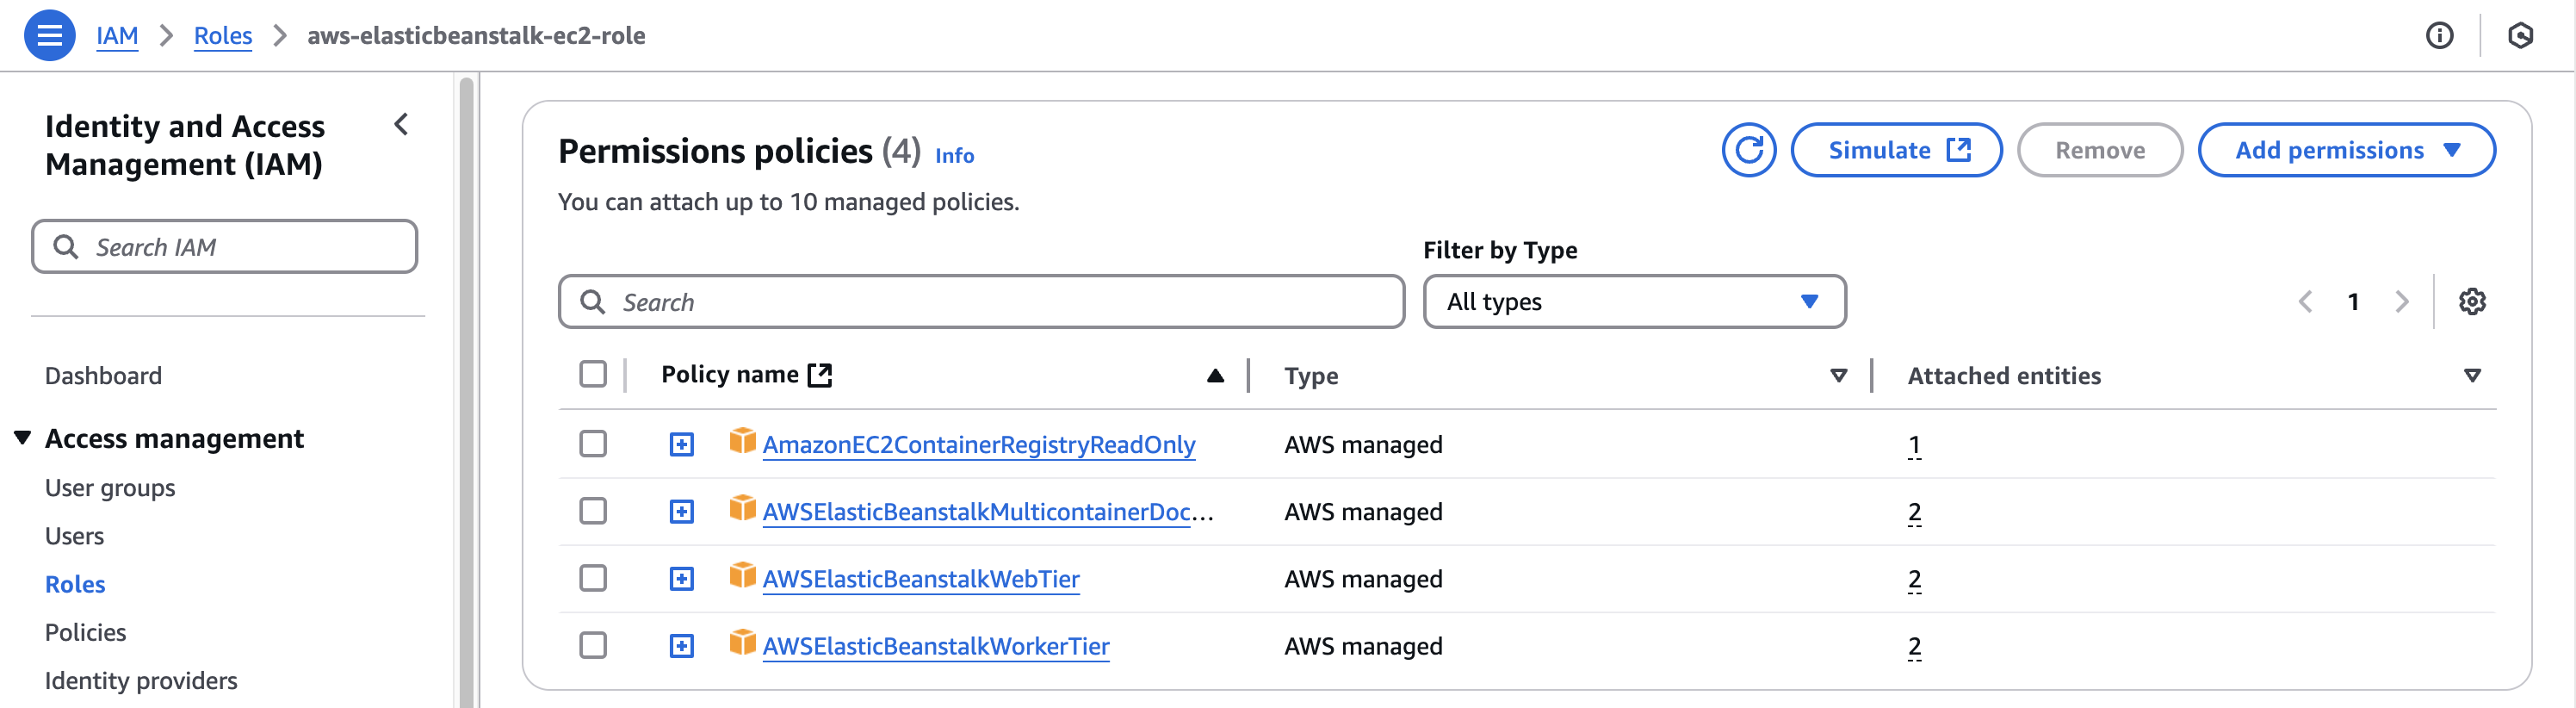 IAM > Roles > aws-elasticbeanstalk-ec2-role
Identity and Access
Management (IAM)
Search IAM
Dashboard
Access management
User groups
Users
Roles
Policies
Identity providers
Permissions policies (4) Info
Simulate
Remove
Add permissions
You can attach up to 10 managed policies.
Filter by Type
Search
All types
1
Policy name Type Attached entities
AmazonEC2ContainerRegistryReadOnly AWS managed 1
AWSElasticBeanstalkMulticontainerDoc... AWS managed 2
AWSElasticBeanstalkWebTier AWS managed 2
AWSElasticBeanstalkWorkerTier AWS managed 2